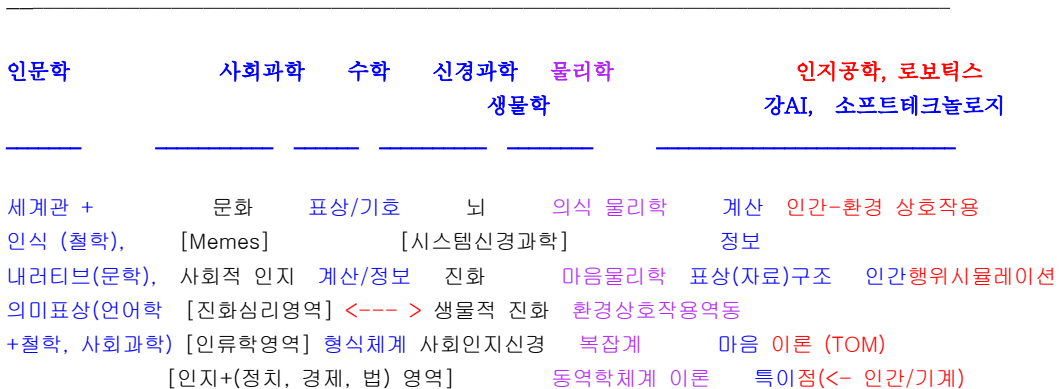 인문학 사회과학 수학 신경과학 물리학 인지공학, 로보틱스
생물학 강AI, 소프트테크놀로지
세계관 + 문화 표상/기호 뇌 의식 물리학 계산 인간-환경 상호작용
인식 (철학), [Memes] [시스템신경과학] 정보
내러티브(문학), 사회적 인지 계산/정보 진화 마음물리학 표상(자료)구조 인간행위시뮬레이션
의미표상(언어학 [진화심리영역] <--- > 생물적 진화 환경상호작용역동
+철학, 사회과학) [인류학영역] 형식체계 사회인지신경 복잡계 마음 이론 (TOM)
[인지+(정치, 경제, 법) 영역] 동역학체계 이론 특이점(<- 인간/기계)